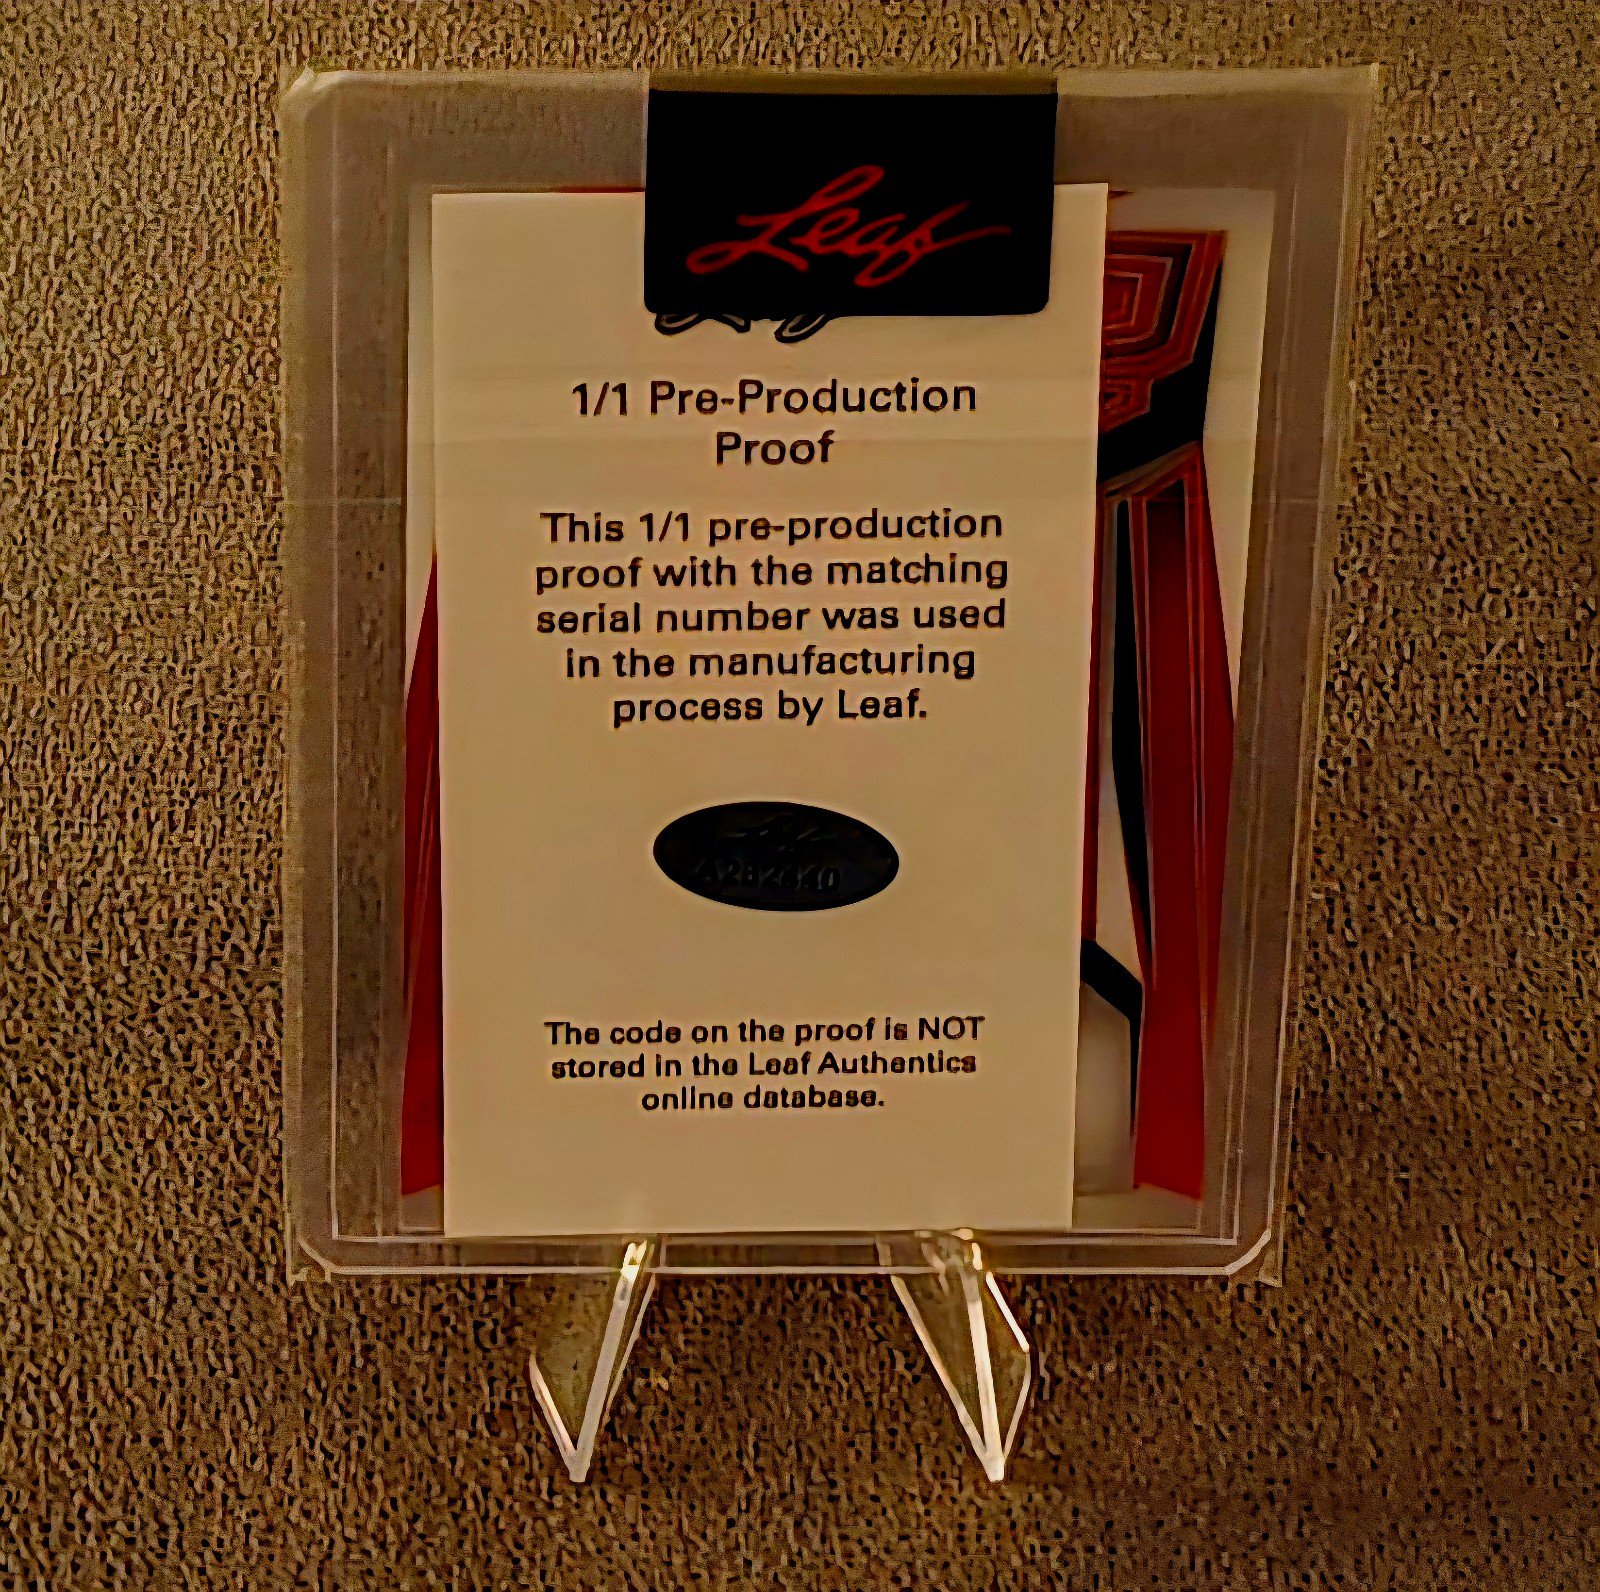 Leaf
1/1 Pre-Production
Proof
This 1/1 pre-production
proof with the matching
serial number was used
in the manufacturing
process by Leaf.
The code on the proof is NOT
stored in the Leaf Authentics
online database.